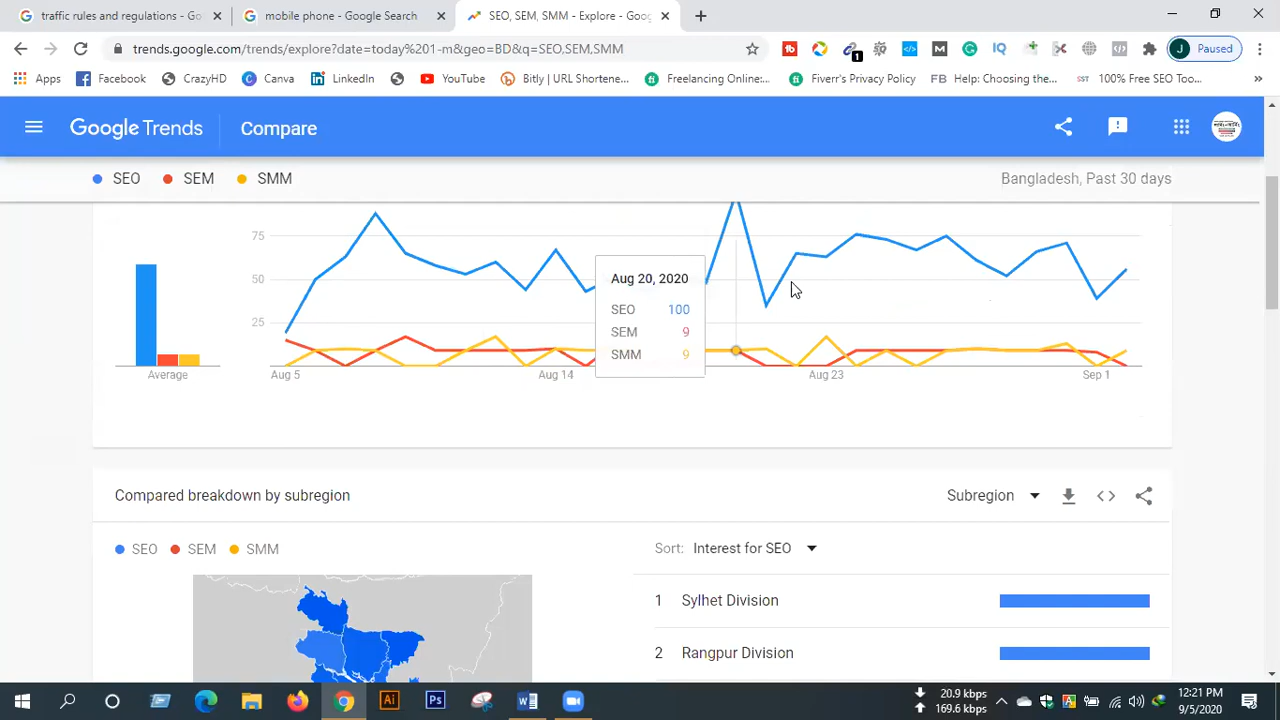 traffic rules and regulations - Go
mobile phone - Google Search
SEO, SEM, SMM - Explore - Goo
trends.google.com/trends/explore?date=today%201-m&geo=BD&q=SEO,SEM,SMM
1
IQ
J Paused
Apps
Facebook
CrazyHD
Canva
LinkedIn
YouTube
Bitly | URL Shortene...
Freelancing Online:...
Fiverr's Privacy Policy
FB Help: Choosing the...
SST 100% Free SEO Too...
Google Trends
Compare
SEO SEM SMM
Bangladesh, Past 30 days
75
50
25
Average
Aug 5
Aug 14
Aug 23
Sep 1
Aug 20, 2020
SEO 100
SEM 9
SMM 9
Compared breakdown by subregion
Subregion
SEO SEM SMM
Sort: Interest for SEO
1 Sylhet Division
2 Rangpur Division
Ai
Ps
20.9 kbps
169.6 kbps
12:21 PM
9/5/2020